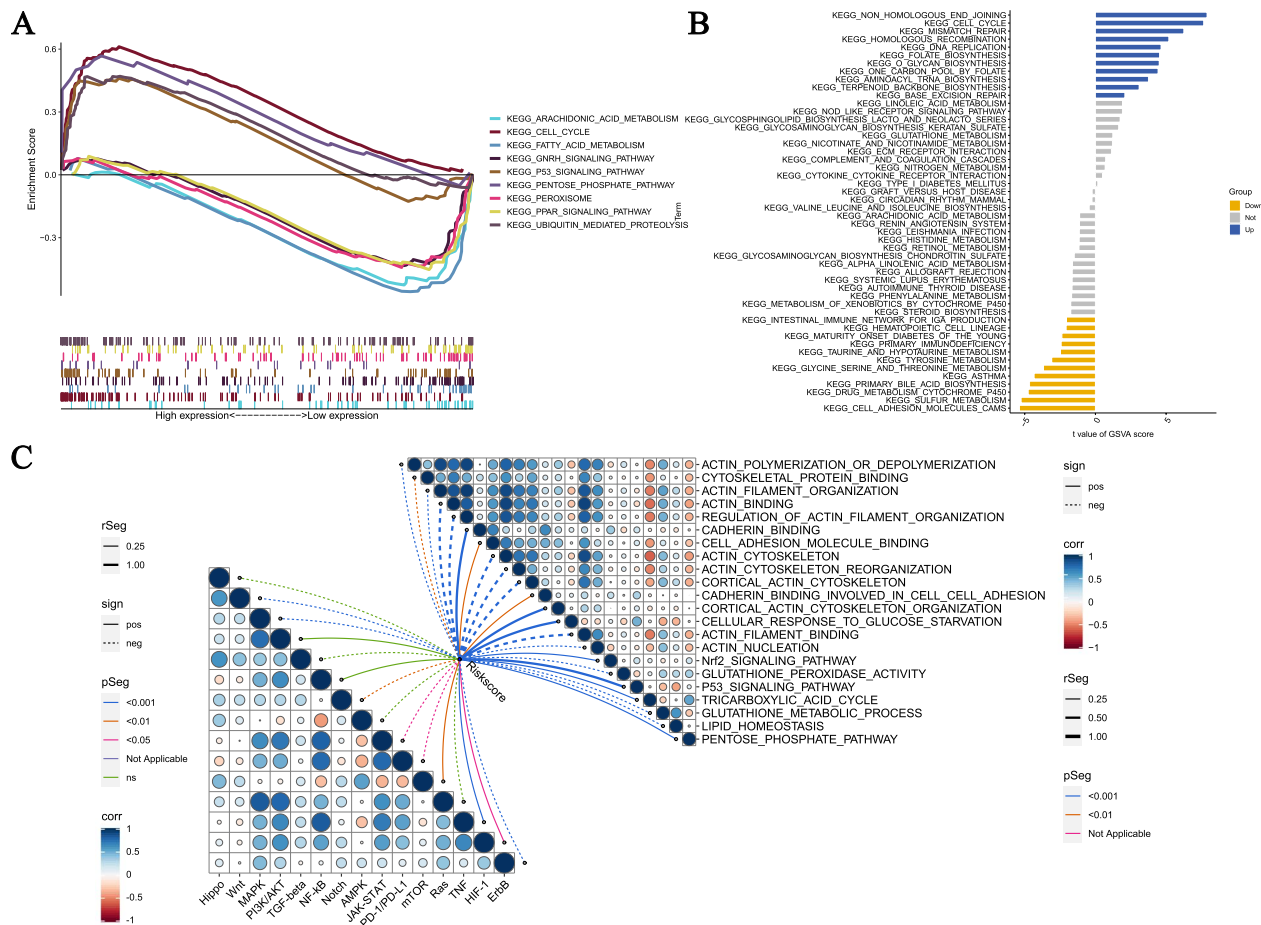 A
0.6
0.3
0.0
−0.3
Enrichment Score
KEGG_ARACHIDONIC_ACID_METABOLISM
KEGG_CELL_CYCLE
KEGG_FATTY_ACID_METABOLISM
KEGG_GNRH_SIGNALING_PATHWAY
KEGG_P53_SIGNALING_PATHWAY
KEGG_PENTOSE_PHOSPHATE_PATHWAY
KEGG_PEROXISOME
KEGG_PPAR_SIGNALING_PATHWAY
KEGG_UBIQUITIN_MEDIATED_PROTEOLYSIS
High expression<------------->Low expression
B
Term
KEGG_NON_HOMOLOGOUS_END_JOINING
KEGG_CELL_CYCLE
KEGG_MISMATCH_REPAIR
KEGG_HOMOLOGOUS_RECOMBINATION
KEGG_DNA_REPLICATION
KEGG_FOLATE_BIOSYNTHESIS
KEGG_O_GLYCAN_BIOSYNTHESIS
KEGG_ONE_CARBON_POOL_BY_FOLATE
KEGG_AMINOACYL_TRNA_BIOSYNTHESIS
KEGG_TERPENOID_BACKBONE_BIOSYNTHESIS
KEGG_BASE_EXCISION_REPAIR
KEGG_LINOLEIC_ACID_METABOLISM
KEGG_NOD_LIKE_RECEPTOR_SIGNALING_PATHWAY
KEGG_GLYCOSPHINGOLIPID_BIOSYNTHESIS_LACTO_AND_NEOLACTO_SERIES
KEGG_GLYCOSAMINOGLYCAN_BIOSYNTHESIS_KERATAN_SULFATE
KEGG_GLUTATHIONE_METABOLISM
KEGG_NICOTINATE_AND_NICOTINAMIDE_METABOLISM
KEGG_ECM_RECEPTOR_INTERACTION
KEGG_COMPLEMENT_AND_COAGULATION_CASCADES
KEGG_NITROGEN_METABOLISM
KEGG_CYTOKINE_CYTOKINE_RECEPTOR_INTERACTION
KEGG_TYPE_I_DIABETES_MELLITUS
KEGG_GRAFT_VERSUS_HOST_DISEASE
KEGG_CIRCADIAN_RHYTHM_MAMMAL
KEGG_VALINE_LEUCINE_AND_ISOLEUCINE_BIOSYNTHESIS
KEGG_ARACHIDONIC_ACID_METABOLISM
KEGG_RENIN_ANGIOTENSIN_SYSTEM
KEGG_LEISHMANIA_INFECTION
KEGG_HISTIDINE_METABOLISM
KEGG_RETINOL_METABOLISM
KEGG_GLYCOSAMINOGLYCAN_BIOSYNTHESIS_CHONDROITIN_SULFATE
KEGG_ALPHA_LINOLENIC_ACID_METABOLISM
KEGG_ALLOGRAFT_REJECTION
KEGG_SYSTEMIC_LUPUS_ERYTHEMATOSUS
KEGG_AUTOIMMUNE_THYROID_DISEASE
KEGG_PHENYLALANINE_METABOLISM
KEGG_METABOLISM_OF_XENOBIOTICS_BY_CYTOCHROME_P450
KEGG_STEROID_BIOSYNTHESIS
KEGG_INTESTINAL_IMMUNE_NETWORK_FOR_IGA_PRODUCTION
KEGG_HEMATOPOIETIC_CELL_LINEAGE
KEGG_MATURITY_ONSET_DIABETES_OF_THE_YOUNG
KEGG_PRIMARY_IMMUNODEFICIENCY
KEGG_TAURINE_AND_HYPOTAURINE_METABOLISM
KEGG_TYROSINE_METABOLISM
KEGG_GLYCINE_SERINE_AND_THREONINE_METABOLISM
KEGG_ASTHMA
KEGG_PRIMARY_BILE_ACID_BIOSYNTHESIS
KEGG_DRUG_METABOLISM_CYTOCHROME_P450
KEGG_SULFUR_METABOLISM
KEGG_CELL_ADHESION_MOLECULES_CAMS
-5
0
5
t value of GSVA score
Group
Down
Not
Up
C
rSeg
0.25
1.00
sign
pos
neg
pSeg
<0.001
<0.01
<0.05
Not Applicable
ns
corr
1
0.5
0
-0.5
-1
Hippo
Wnt
MAPK
PI3K/AKT
TGF-beta
NF-kB
Notch
AMPK
JAK-STAT
PD-1/PD-L1
mTOR
Ras
TNF
HIF-1
ErbB
Riskscore
ACTIN_POLYMERIZATION_OR_DEPOLYMERIZATION
CYTOSKELETAL_PROTEIN_BINDING
ACTIN_FILAMENT_ORGANIZATION
ACTIN_BINDING
REGULATION_OF_ACTIN_FILAMENT_ORGANIZATION
CADHERIN_BINDING
CELL_ADHESION_MOLECULE_BINDING
ACTIN_CYTOSKELETON
ACTIN_CYTOSKELETON_REORGANIZATION
CORTICAL_ACTIN_CYTOSKELETON
CADHERIN_BINDING_INVOLVED_IN_CELL_CELL_ADHESION
CORTICAL_ACTIN_CYTOSKELETON_ORGANIZATION
CELLULAR_RESPONSE_TO_GLUCOSE_STARVATION
ACTIN_FILAMENT_BINDING
ACTIN_NUCLEATION
Nrf2_SIGNALING_PATHWAY
GLUTATHIONE_PEROXIDASE_ACTIVITY
P53_SIGNALING_PATHWAY
TRICARBOXYLIC_ACID_CYCLE
GLUTATHIONE_METABOLIC_PROCESS
LIPID_HOMEOSTASIS
PENTOSE_PHOSPHATE_PATHWAY
sign
pos
neg
corr
1
0.5
0
−0.5
−1
rSeg
0.25
0.50
1.00
pSeg
<0.001
<0.01
Not Applicable